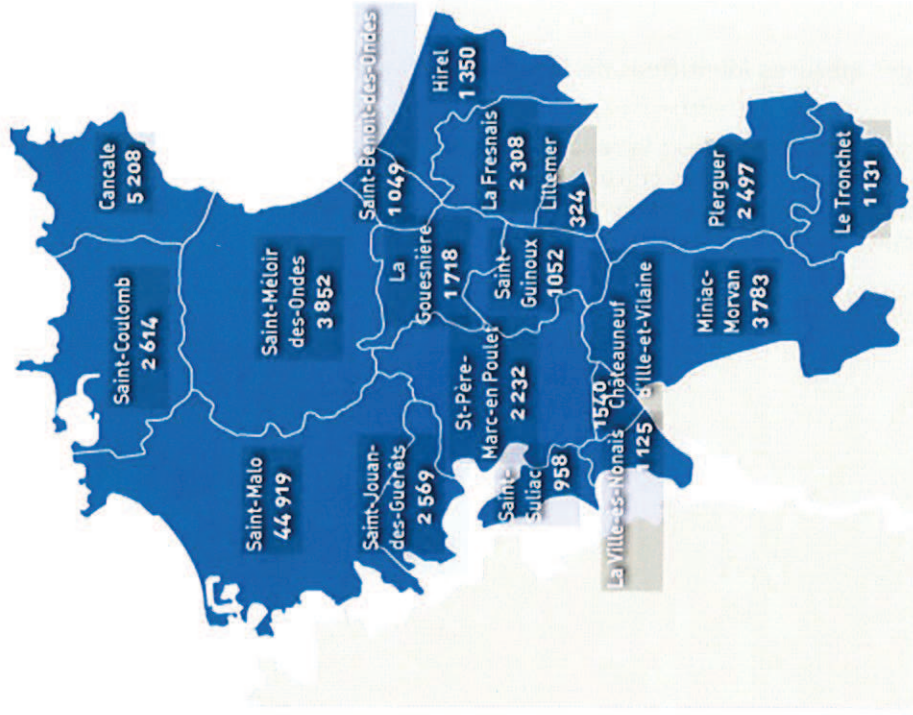 Saint-Malo
44 919
Saint-Coulomb
2 614
Cancale
5 208
Saint-Méloir
des-Ondes
3 852
Saint-Jouan-
des-Guerêts
2 569
La
Gouesnière
1 718
Saint-Benoit-des-Ondes
1 049
Hirel
1 350
St-Père-
Marc-en Poulet
2 232
Saint-
Guinoux
1052
La Fresnais
2 308
Lillemer
324
Saint-
Suliac
958
La Ville-es-Nonais
1 125
1540
Châteauneuf
d'Ille-et-Vilaine
Miniac-
Morvan
3 783
Plerguer
2 497
Le Tronchet
1 131